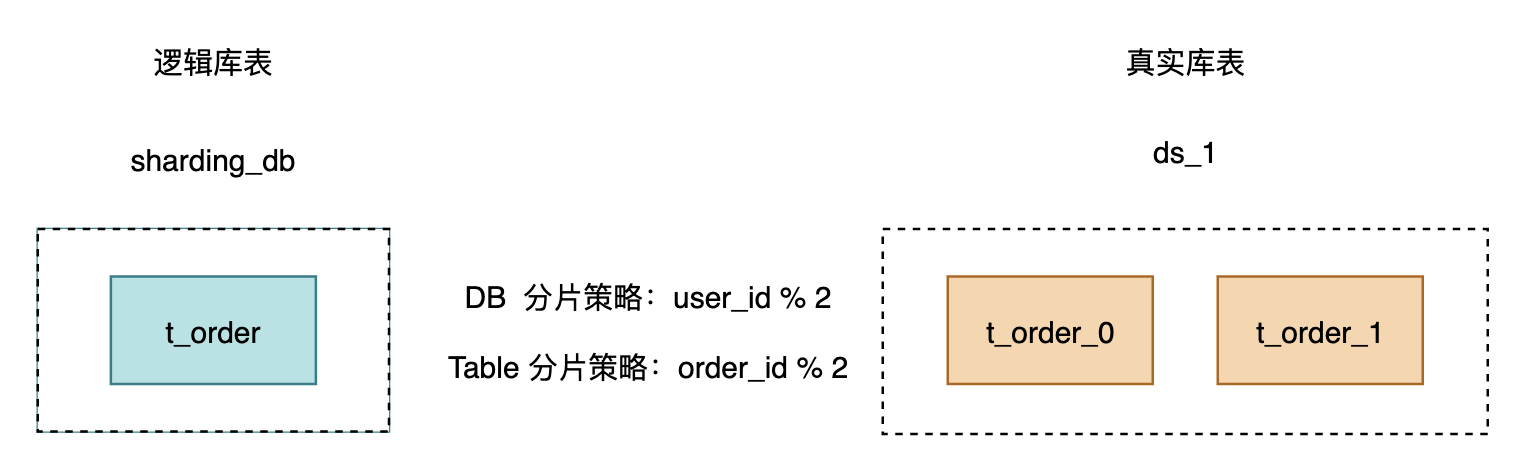 逻辑库表
真实库表
sharding_db
ds_1
DB 分片策略：user_id % 2
Table 分片策略：order_id % 2
t_order
t_order_0
t_order_1